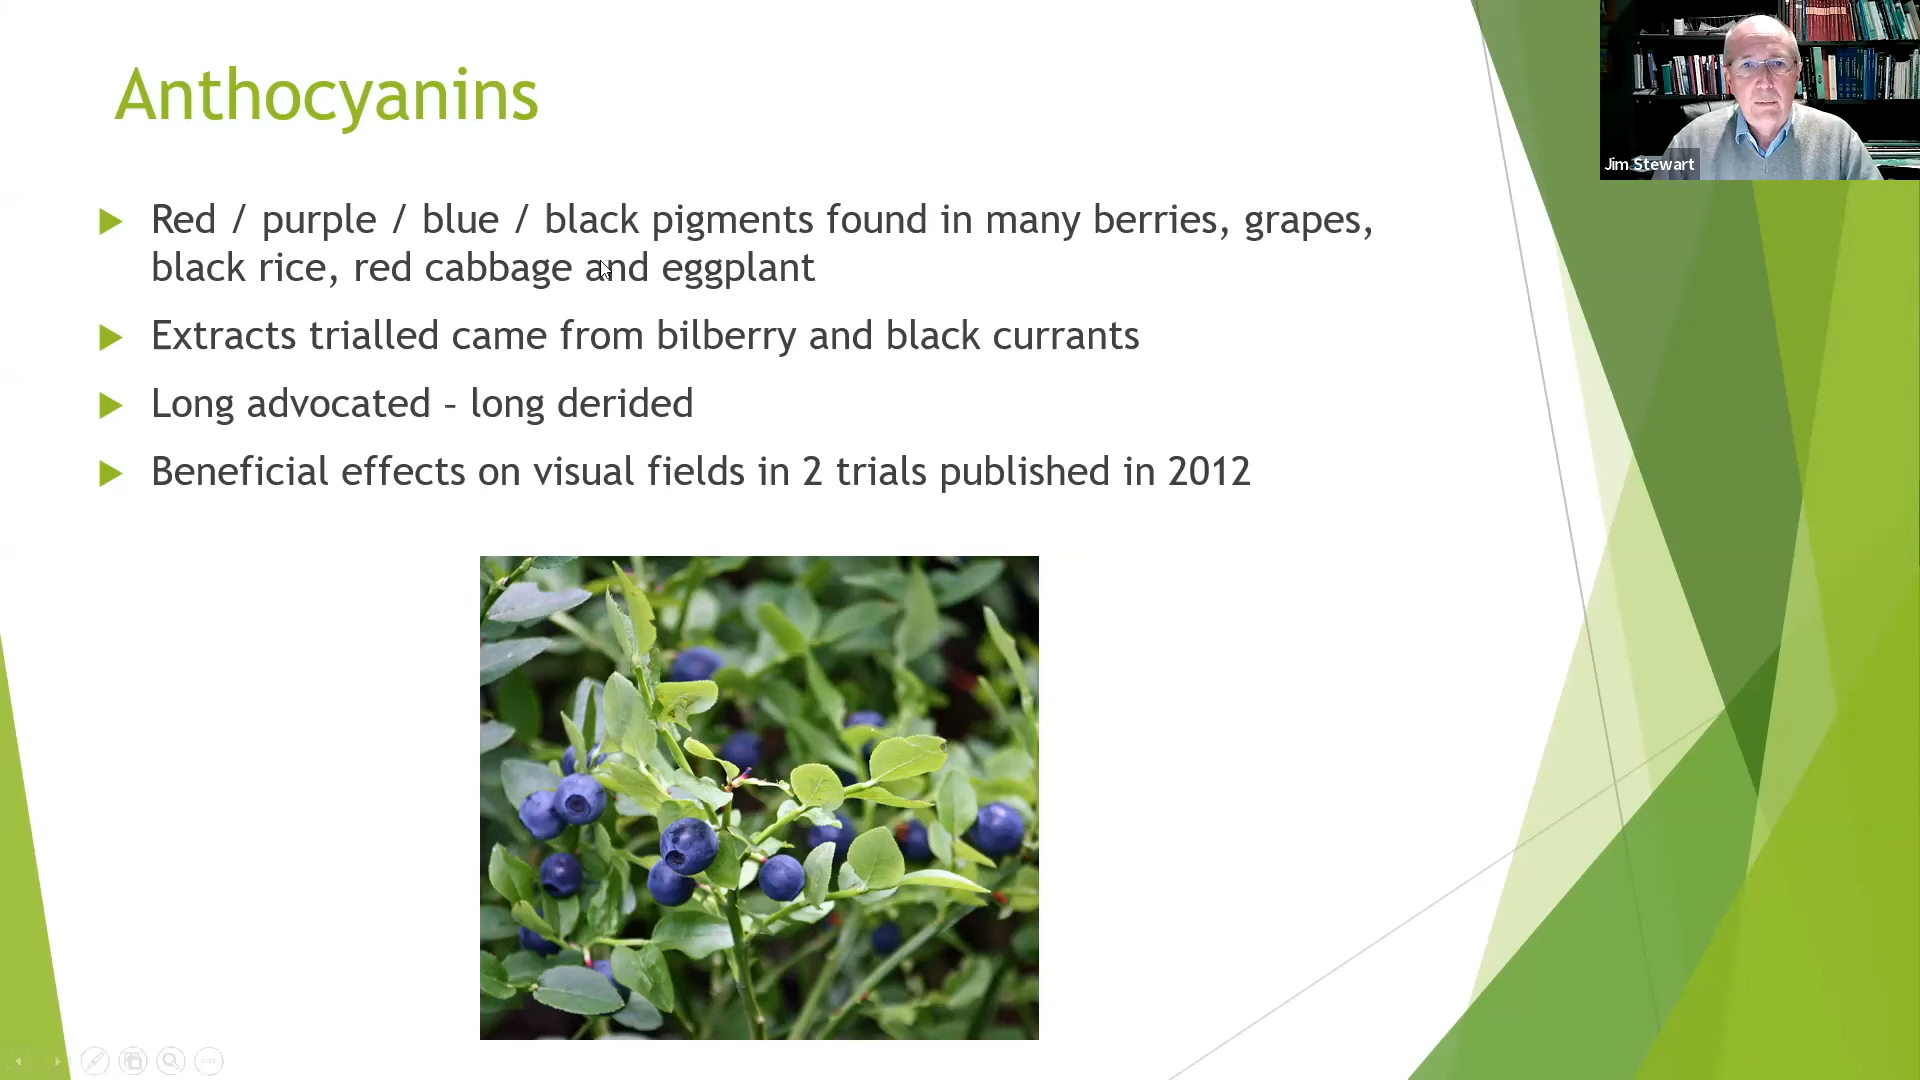 Anthocyanins
Jim Stewart
Red / purple / blue / black pigments found in many berries, grapes,
black rice, red cabbage and eggplant
Extracts trialled came from bilberry and black currants
Long advocated – long derided
Beneficial effects on visual fields in 2 trials published in 2012